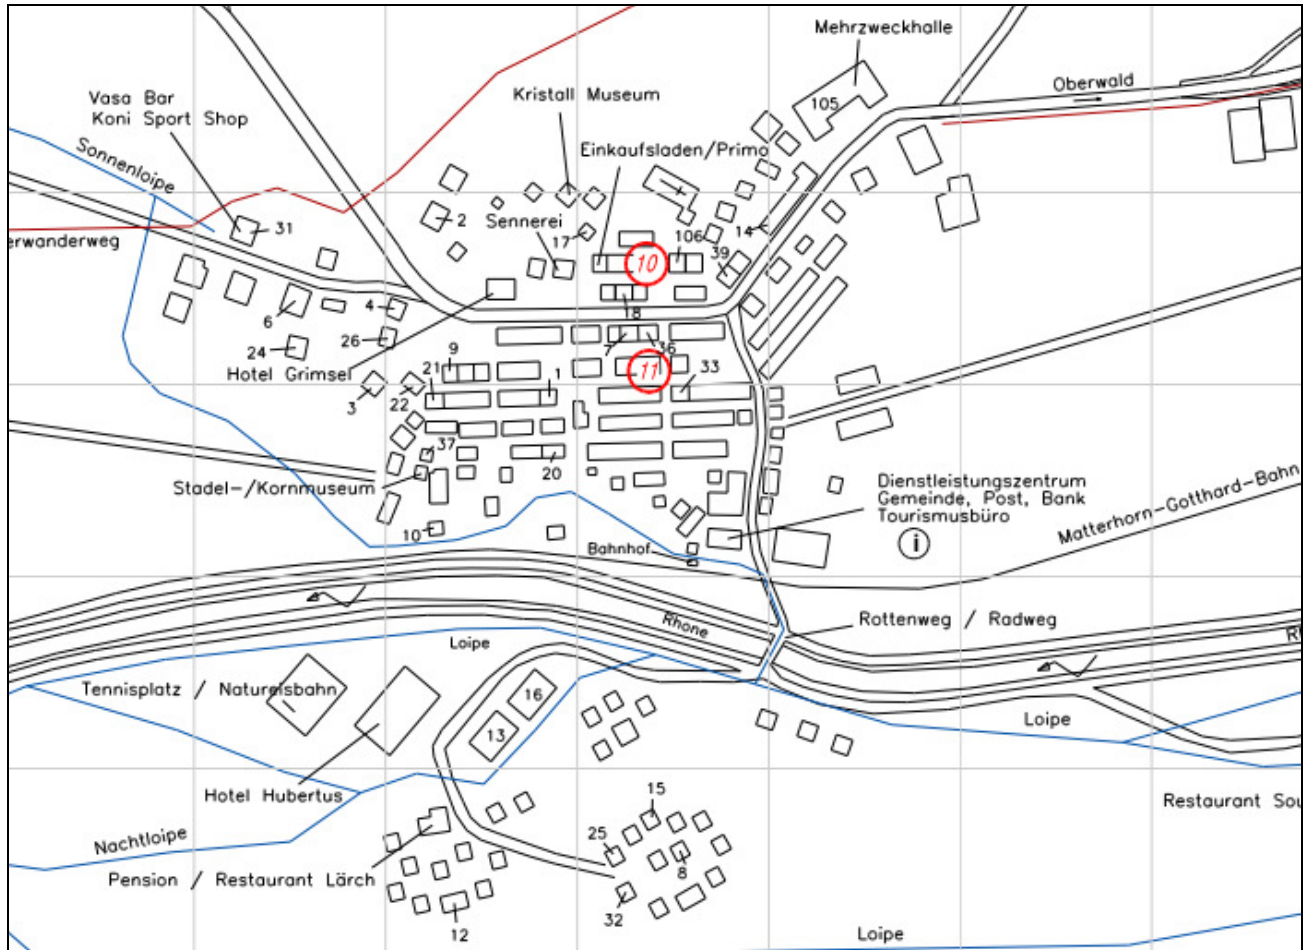 Mehrzweckhalle
Oberwald
Vasa Bar
Koni Sport Shop
Kristall Museum
105
Sonnenloipe
Einkaufsladen/Primo
2
Sennerei
31
17
106
14
erwanderweg
10
39
6
4
18
26
24
7
36
Hotel Grimsel
9
21
1
11
33
3
22
37
20
Stadel-/Kornmuseum
Dienstleistungszentrum
Gemeinde, Post, Bank
Tourismusbüro
i
Matterhorn-Gotthard-Bahn
10
Bahnhof
Rhone
Rottenweg / Radweg
Loipe
Tennisplatz / Natureisbahn
16
13
Loipe
Hotel Hubertus
15
Restaurant
Nachtloipe
25
8
Pension / Restaurant Lärch
32
12
Loipe